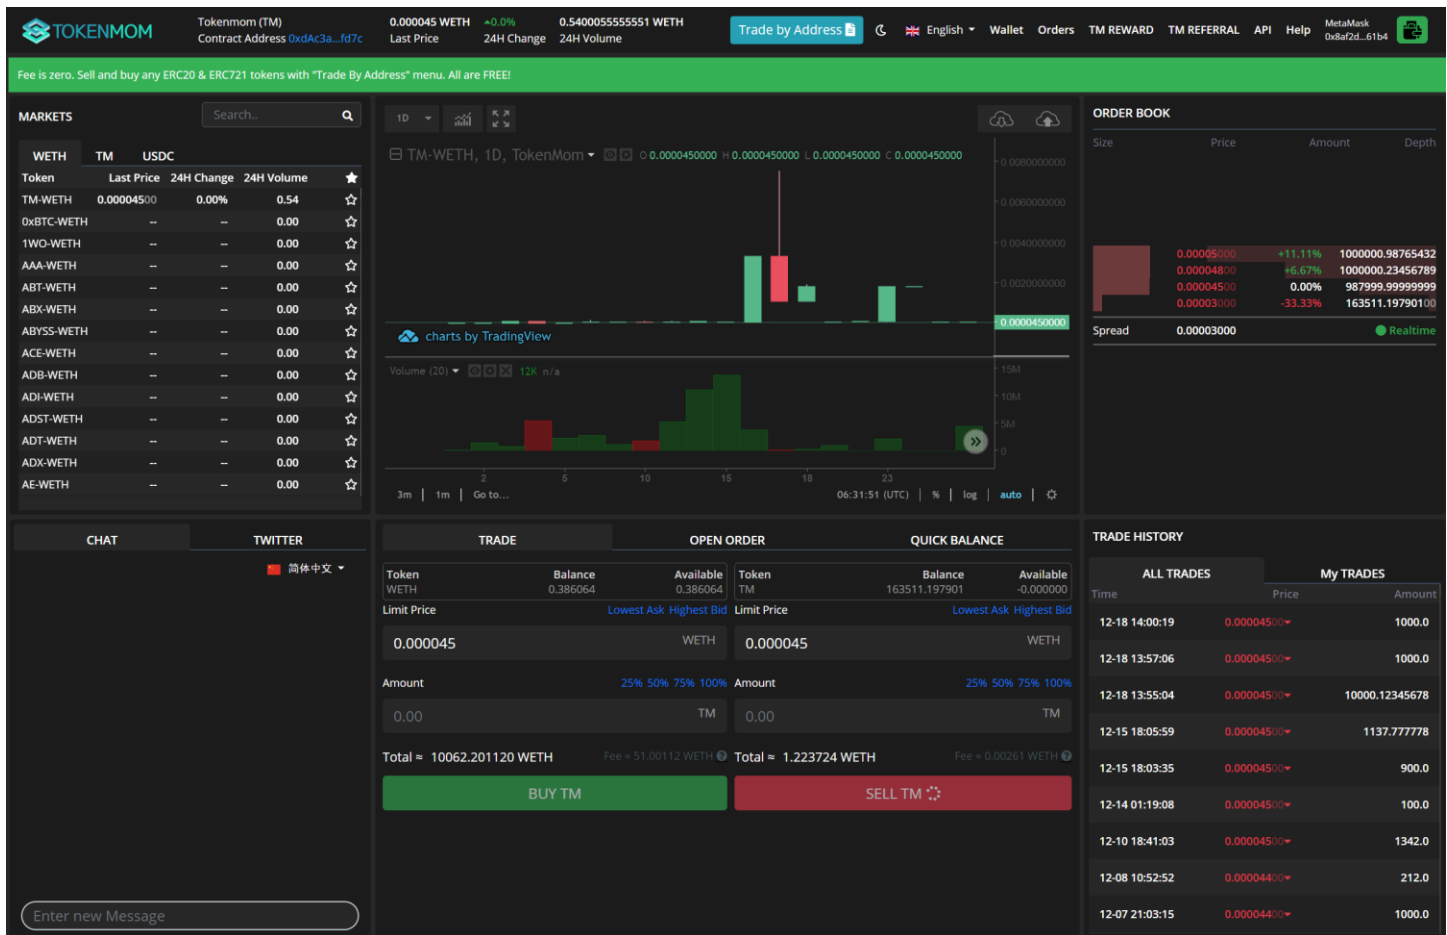 TOKENMOM
Tokenmom (TM)
Contract Address 0xdAc3a...fd7c
0.000045 WETH
Last Price
0.0%
24H Change
0.5400055555551 WETH
24H Volume
Trade by Address
English
Wallet
Orders
TM REWARD
TM REFERRAL
API
Help
MetaMask
0x8af2d...61b4
Fee is zero. Sell and buy any ERC20 & ERC721 tokens with "Trade By Address" menu. All are FREE!
MARKETS
Search..
WETH TM USDC
Token Last Price 24H Change 24H Volume
TM-WETH 0.00004500 0.00% 0.54
0xBTC-WETH -- -- 0.00
1WO-WETH -- -- 0.00
AAA-WETH -- -- 0.00
ABT-WETH -- -- 0.00
ABX-WETH -- -- 0.00
ABYSS-WETH -- -- 0.00
ACE-WETH -- -- 0.00
ADB-WETH -- -- 0.00
ADI-WETH -- -- 0.00
ADST-WETH -- -- 0.00
ADT-WETH -- -- 0.00
ADX-WETH -- -- 0.00
AE-WETH -- -- 0.00
1D
TM-WETH, 1D, TokenMom O 0.0000450000 H 0.0000450000 L 0.0000450000 C 0.0000450000
0.0080000000
0.0060000000
0.0040000000
0.0020000000
0.0000450000
charts by TradingView
Volume (20) 12K n/a
15M
10M
5M
0
2 5 10 15 18 23
3m | 1m | Go to...
06:31:51 (UTC) | % | log | auto |
ORDER BOOK
Size Price Amount Depth
0.00005000 +11.11% 1000000.98765432
0.00004800 +6.67% 1000000.23456789
0.00004500 0.00% 987999.99999999
0.00003000 -33.33% 163511.19790100
Spread 0.00003000 Realtime
CHAT TWITTER
简体中文
Enter new Message
TRADE OPEN ORDER QUICK BALANCE
Token Balance Available
WETH 0.386064 0.386064
Limit Price Lowest Ask Highest Bid
0.000045 WETH
Amount 25% 50% 75% 100%
0.00 TM
Total ≈ 10062.201120 WETH Fee ≈ 51.00112 WETH
BUY TM
Token Balance Available
TM 163511.197901 -0.000000
Limit Price Lowest Ask Highest Bid
0.000045 WETH
Amount 25% 50% 75% 100%
0.00 TM
Total ≈ 1.223724 WETH Fee ≈ 0.00261 WETH
SELL TM
TRADE HISTORY
ALL TRADES My TRADES
Time Price Amount
12-18 14:00:19 0.00004500 1000.0
12-18 13:57:06 0.00004500 1000.0
12-18 13:55:04 0.00004500 10000.12345678
12-15 18:05:59 0.00004500 1137.777778
12-15 18:03:35 0.00004500 900.0
12-14 01:19:08 0.00004500 100.0
12-10 18:41:03 0.00004500 1342.0
12-08 10:52:52 0.00004400 212.0
12-07 21:03:15 0.00004400 1000.0